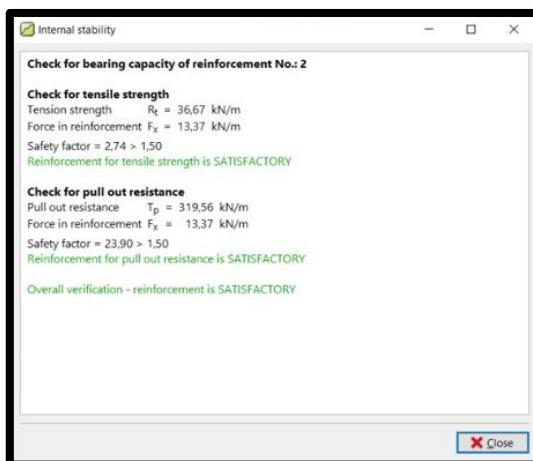 Internal stability
Check for bearing capacity of reinforcement No.: 2
Check for tensile strength
Tension strength Rt = 36,67 kN/m
Force in reinforcement Fx = 13,37 kN/m
Safety factor = 2,74 > 1,50
Reinforcement for tensile strength is SATISFACTORY
Check for pull out resistance
Pull out resistance Tp = 319,56 kN/m
Force in reinforcement Fx = 13,37 kN/m
Safety factor = 23,90 > 1,50
Reinforcement for pull out resistance is SATISFACTORY
Overall verification - reinforcement is SATISFACTORY
Close